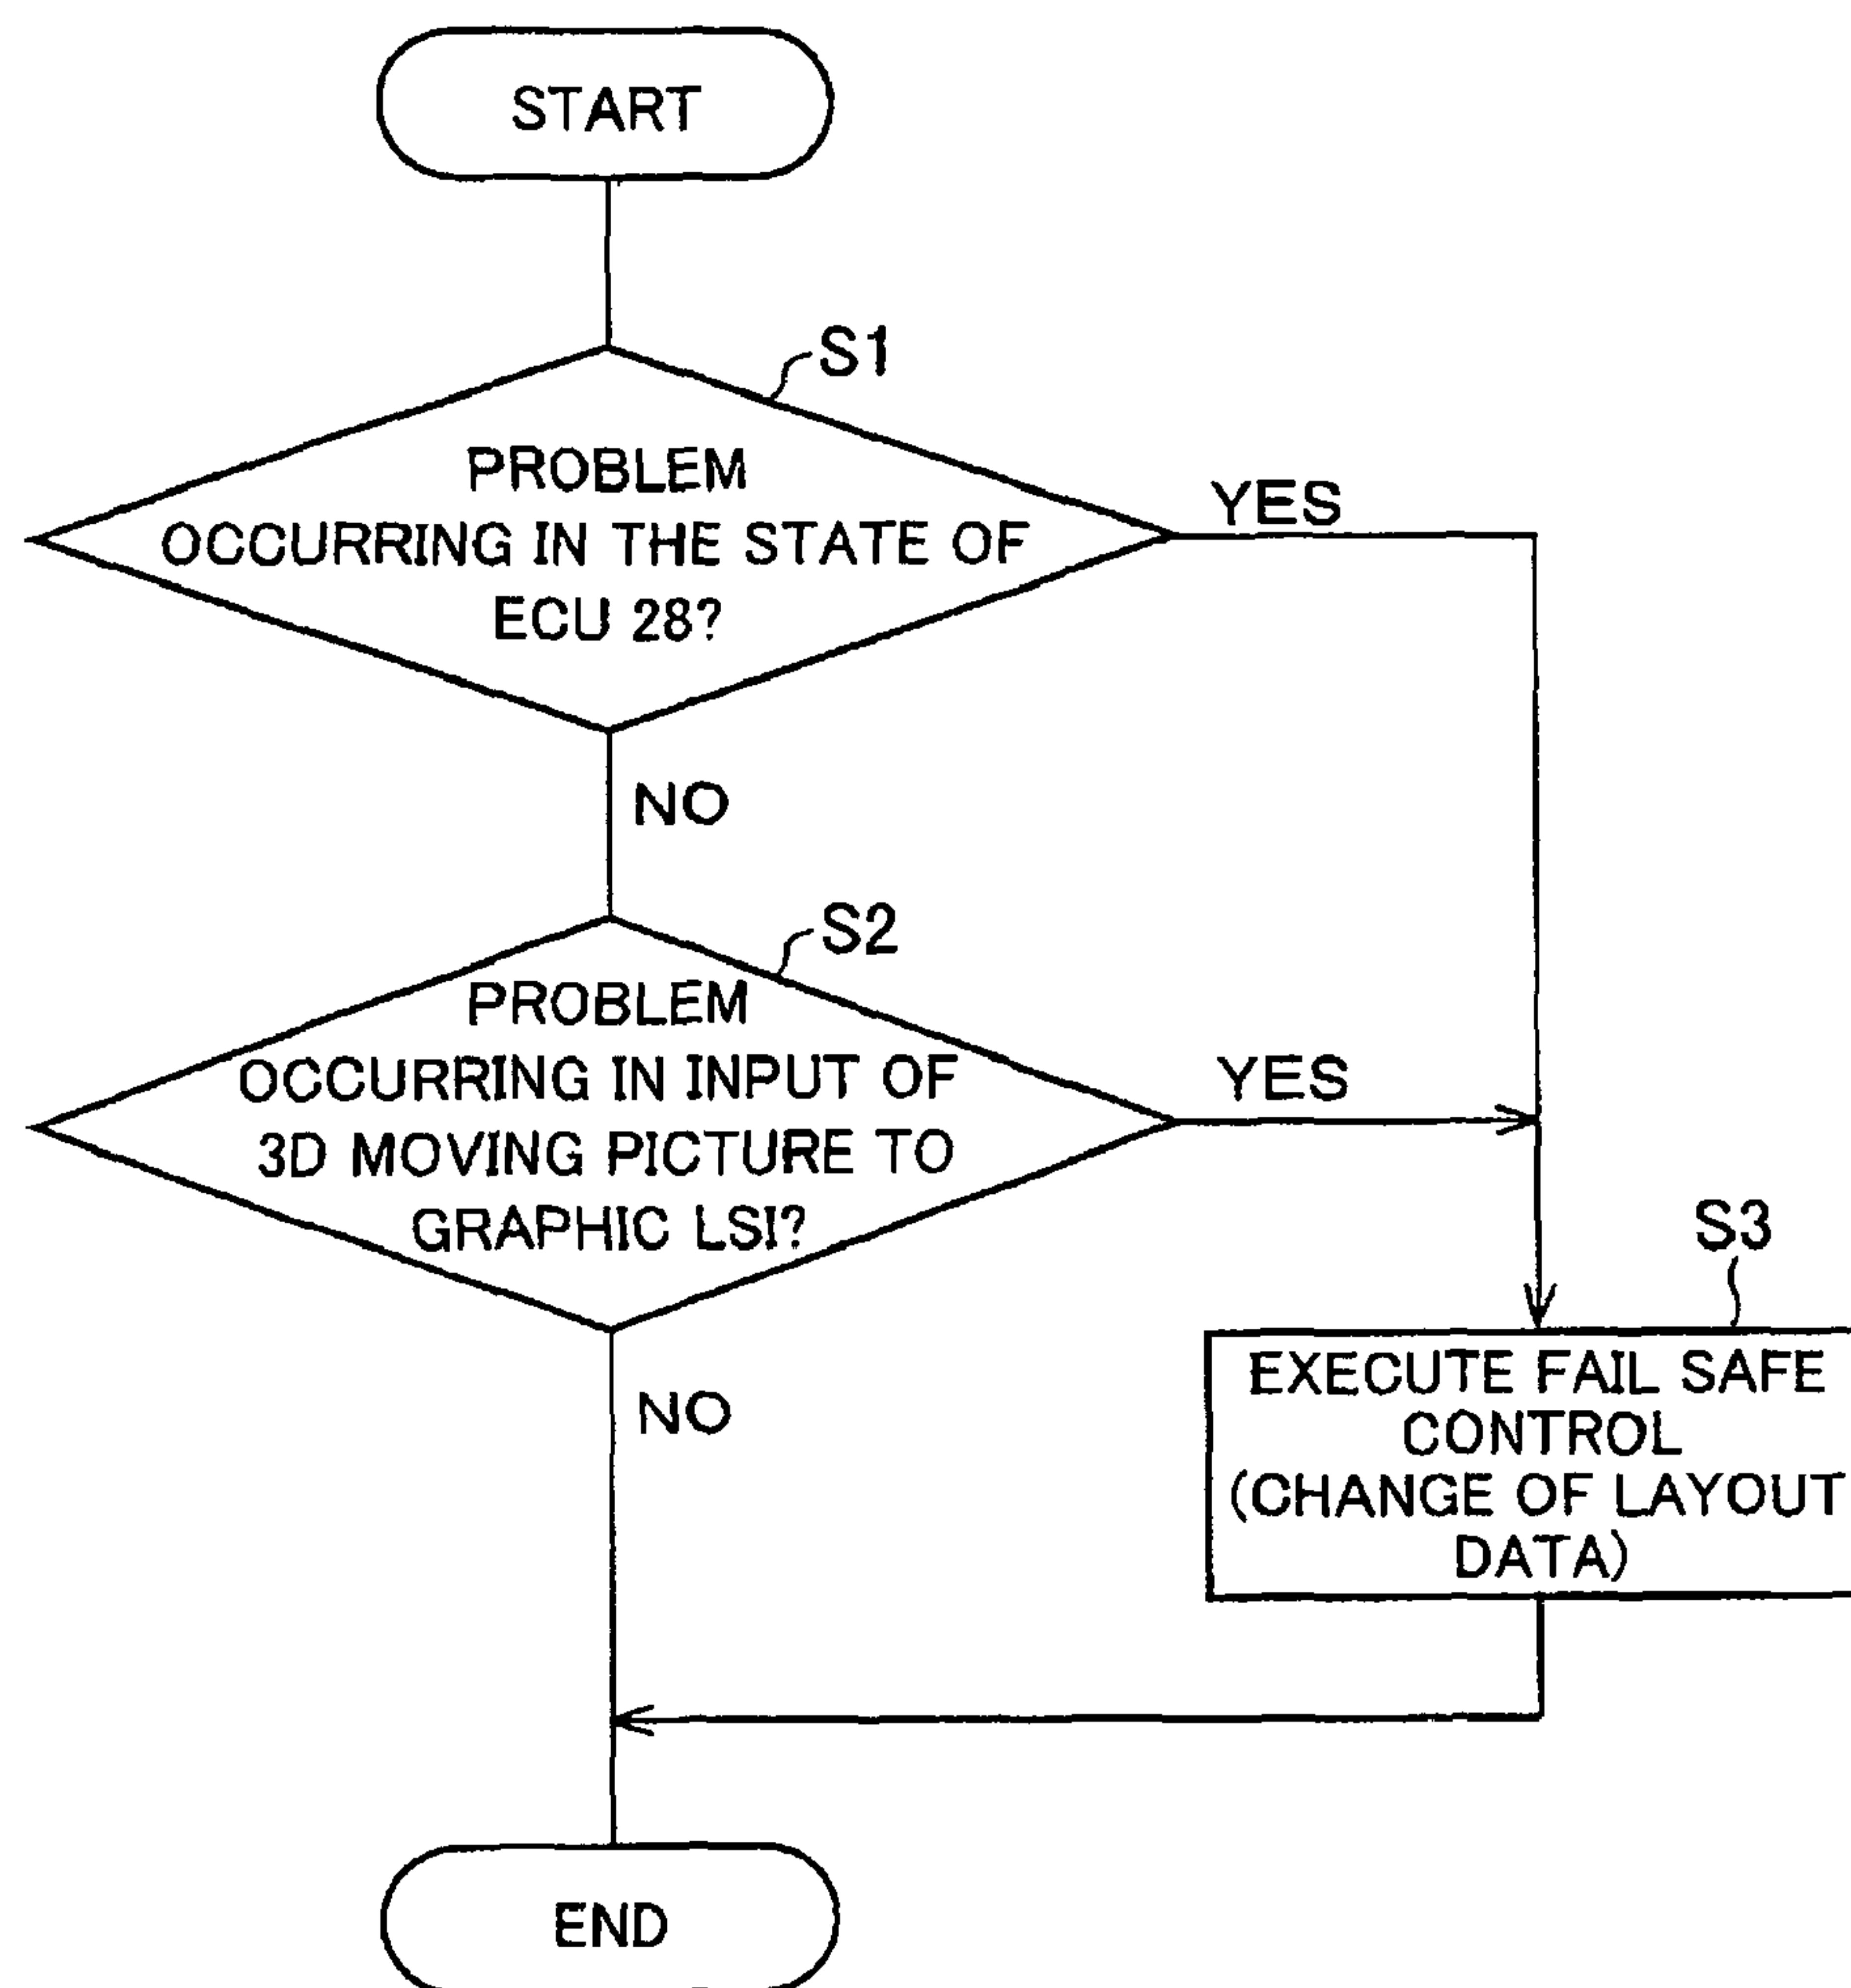 START
S1
PROBLEM
OCCURRING IN THE STATE OF
ECU 28?
YES
NO
S2
PROBLEM
OCCURRING IN INPUT OF
3D MOVING PICTURE TO
GRAPHIC LSI?
YES
NO
S3
EXECUTE FAIL SAFE
CONTROL
(CHANGE OF LAYOUT
DATA)
END